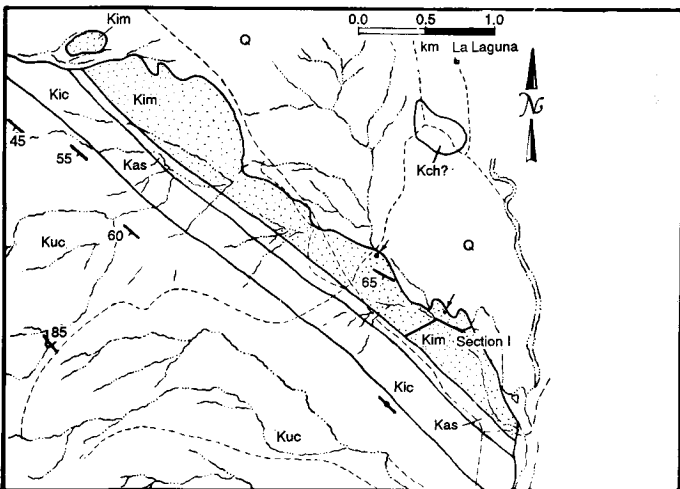 Kim
Q
0.0 0.5 1.0
km La Laguna
N
Kic
Kim
45
55
Kas
Kch?
Kuc
60
Q
65
85
Kim Section I
Kic
Kas
Kuc